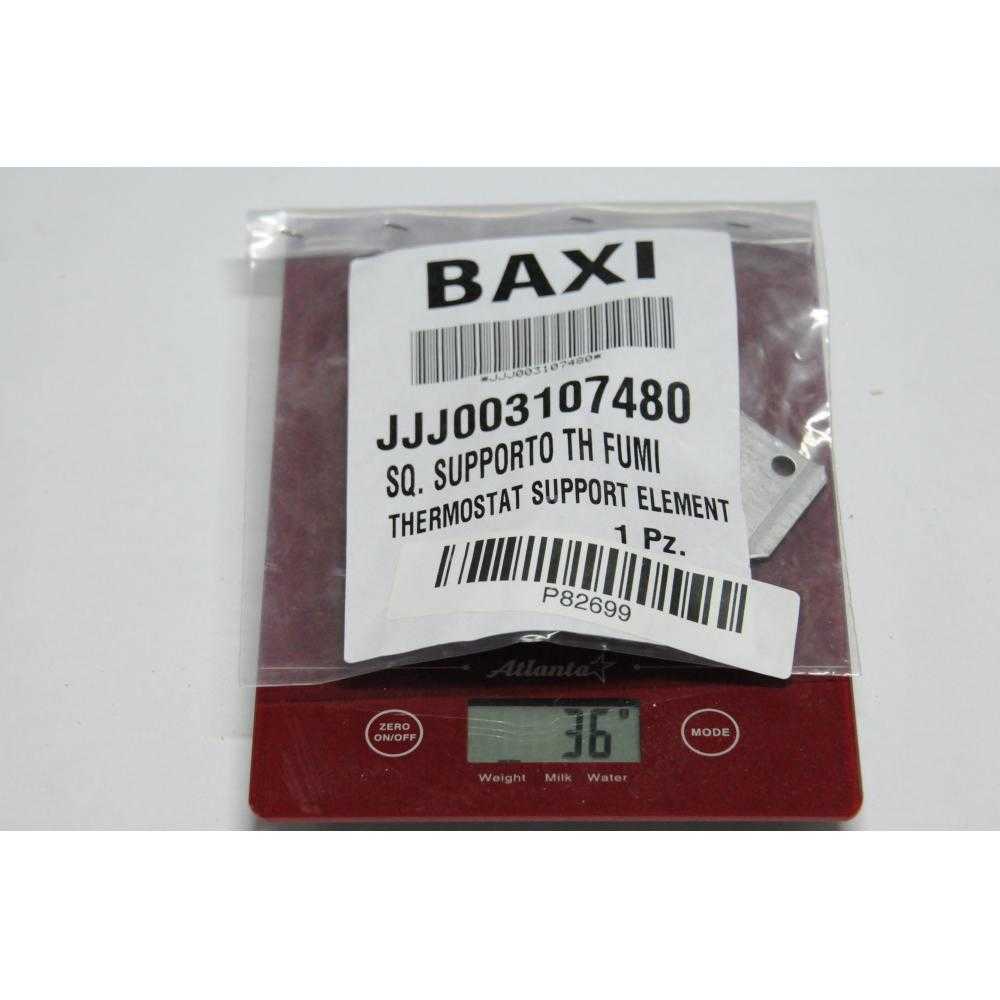 BAXI
*JJJ003107480*
JJJ003107480
SQ. SUPPORTO TH FUMI
THERMOSTAT SUPPORT ELEMENT
1 Pz.
P82699
Atlanta
ZERO
ON/OFF
36
MODE
Weight Milk Water